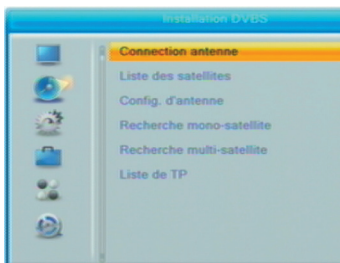 Installation DVBS
Connection antenne
Liste des satellites
Config. d'antenne
Recherche mono-satellite
Recherche multi-satellite
Liste de TP